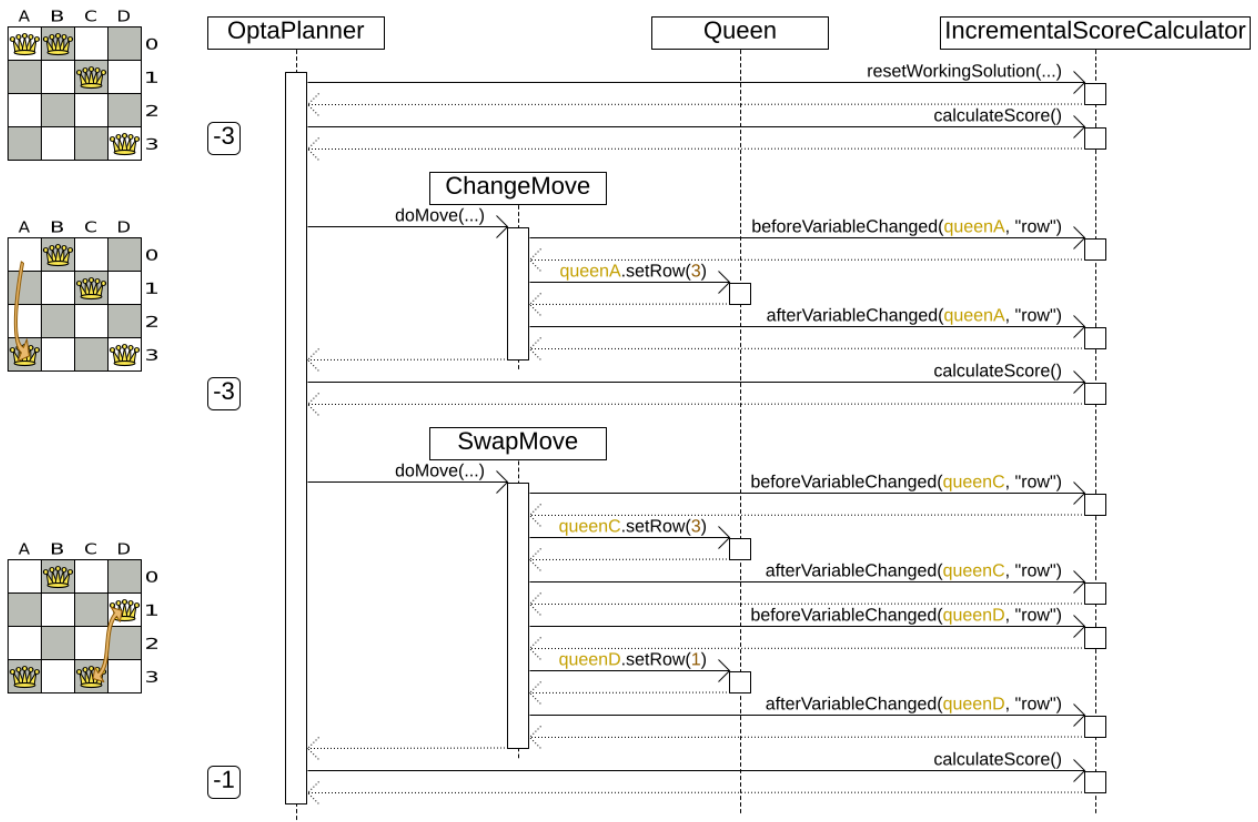 A B C D
0
1
2
3
OptaPlanner
Queen
IncrementalScoreCalculator
resetWorkingSolution(...)
calculateScore()
-3
ChangeMove
doMove(...)
beforeVariableChanged(queenA, "row")
queenA.setRow(3)
afterVariableChanged(queenA, "row")
A B C D
0
1
2
3
calculateScore()
-3
SwapMove
doMove(...)
beforeVariableChanged(queenC, "row")
queenC.setRow(3)
afterVariableChanged(queenC, "row")
beforeVariableChanged(queenD, "row")
queenD.setRow(1)
afterVariableChanged(queenD, "row")
A B C D
0
1
2
3
calculateScore()
-1